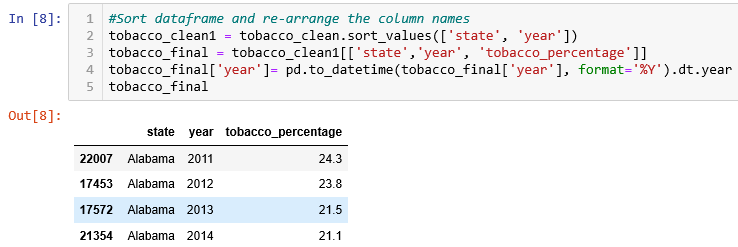 In [8]:
1 #Sort dataframe and re-arrange the column names
2 tobacco_clean1 = tobacco_clean.sort_values(['state', 'year'])
3 tobacco_final = tobacco_clean1[['state','year', 'tobacco_percentage']]
4 tobacco_final['year']= pd.to_datetime(tobacco_final['year'], format='%Y').dt.year
5 tobacco_final
Out[8]:
state year tobacco_percentage
22007 Alabama 2011 24.3
17453 Alabama 2012 23.8
17572 Alabama 2013 21.5
21354 Alabama 2014 21.1